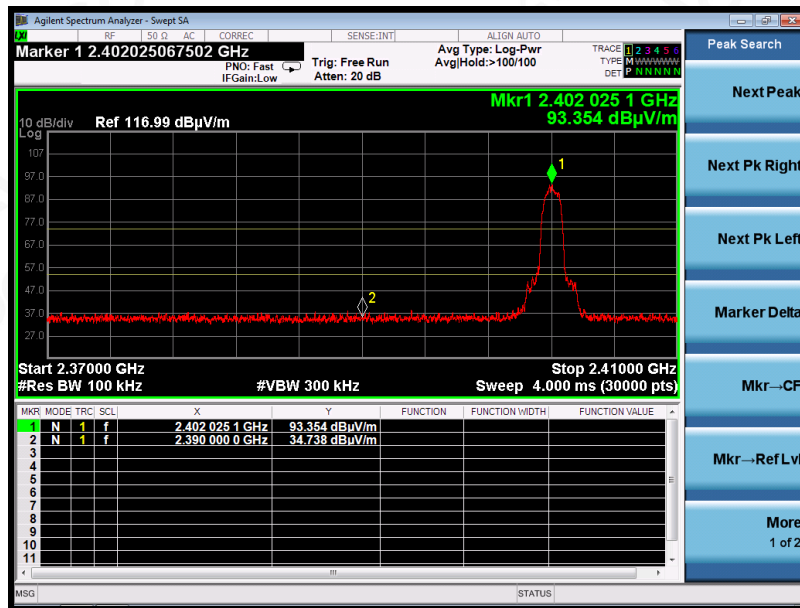 Agilent Spectrum Analyzer - Swept SA
LXI RF 50 Ω AC CORREC SENSE:INT ALIGN AUTO
Marker 1 2.402025067502 GHz
PNO: Fast
IFGain:Low
Trig: Free Run
Atten: 20 dB
Avg Type: Log-Pwr
Avg|Hold:>100/100
TRACE 1 2 3 4 5 6
TYPE M WWWWW
DET P N N N N N
Mkr1 2.402 025 1 GHz
93.354 dBµV/m
10 dB/div Ref 116.99 dBµV/m
Log
107
97.0
87.0
77.0
67.0
57.0
47.0
37.0
27.0
1
2
Start 2.37000 GHz Stop 2.41000 GHz
#Res BW 100 kHz #VBW 300 kHz Sweep 4.000 ms (30000 pts)
MKR MODE TRC SCL X Y FUNCTION FUNCTION WIDTH FUNCTION VALUE
1 N 1 f 2.402 025 1 GHz 93.354 dBµV/m
2 N 1 f 2.390 000 0 GHz 34.738 dBµV/m
3
4
5
6
7
8
9
10
11
MSG STATUS
Peak Search
Next Peak
Next Pk Right
Next Pk Left
Marker Delta
Mkr→CF
Mkr→Ref Lvl
More
1 of 2